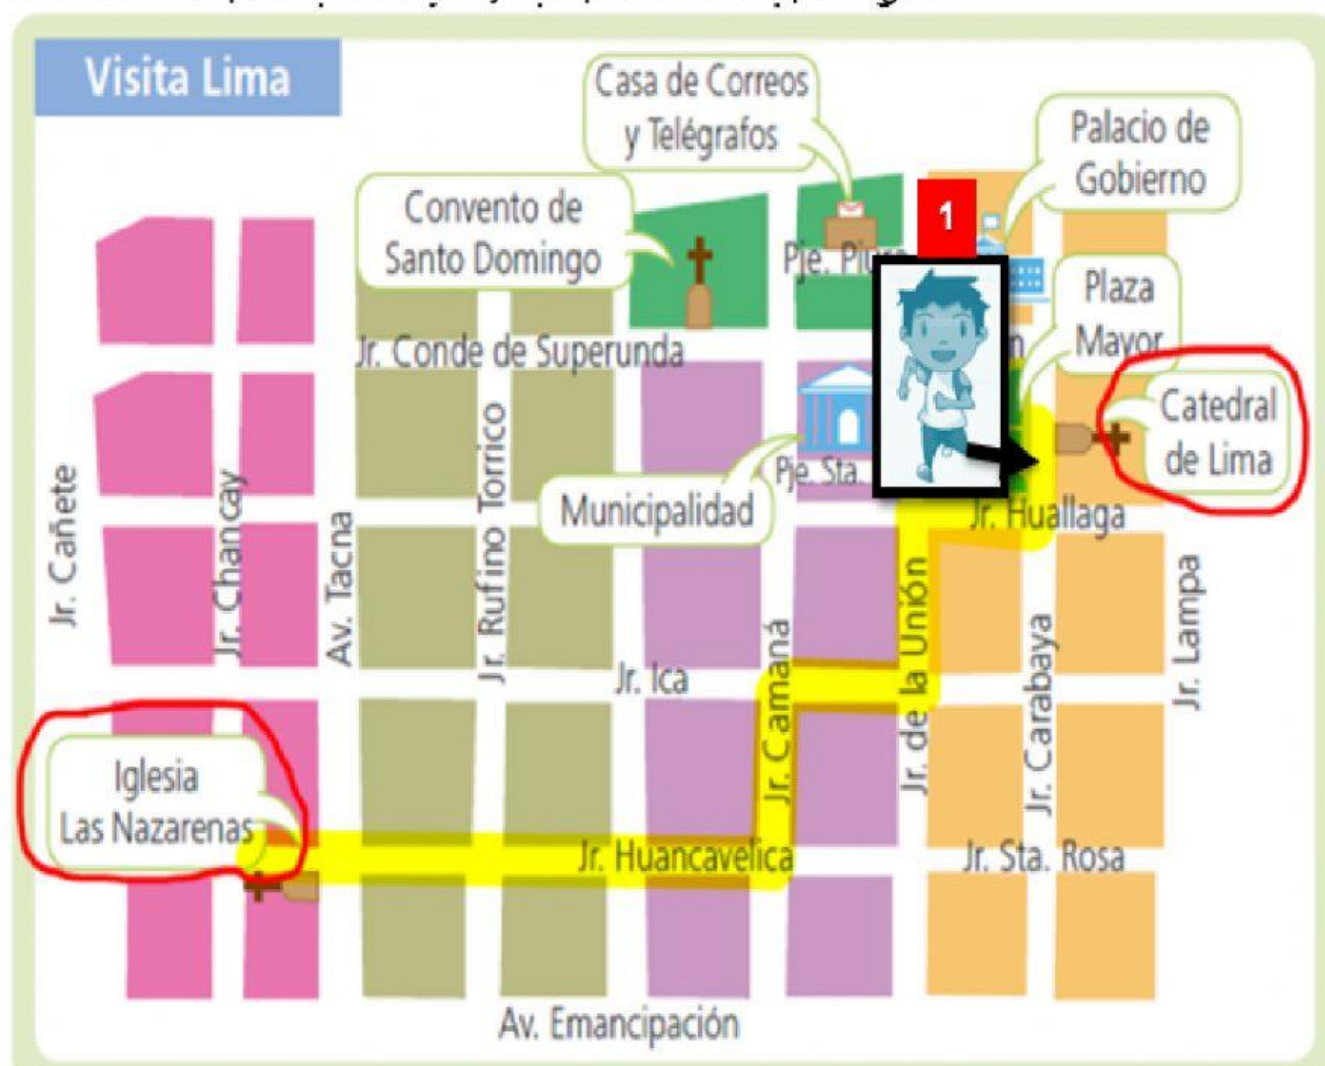 Visita Lima
Casa de Correos
y Telégrafos
Palacio de
Gobierno
1
Convento de
Santo Domingo
Pje.
Plaza
Mayor
Jr. Conde de Superunda
Catedral
de Lima
Pje. Sta.
Municipalidad
Jr. Huallaga
Jr. Cañete
Jr. Chancay
Av. Tacna
Jr. Rufino Torrico
Jr. Ica
Jr. Camaná
Jr. de la Unión
Jr. Carabaya
Jr. Lampa
Iglesia
Las Nazarenas
Jr. Huancavelica
Jr. Sta. Rosa
Av. Emancipación